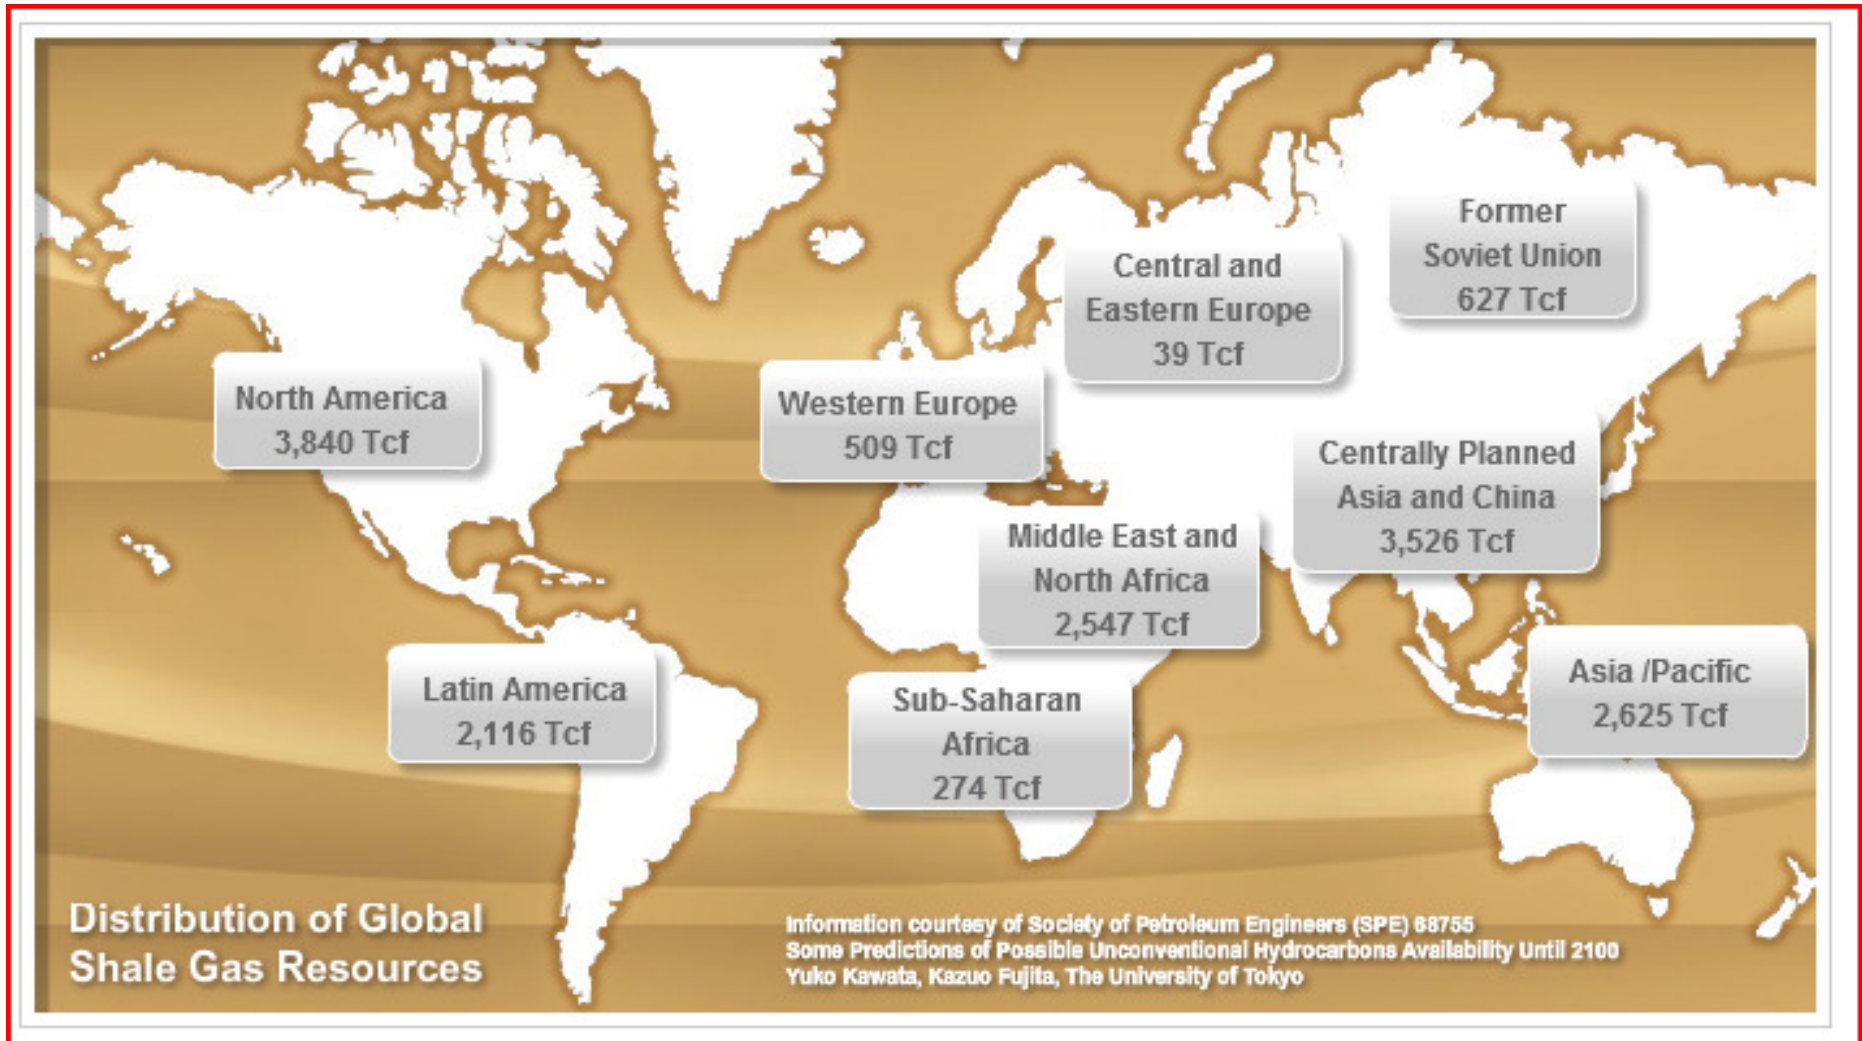 Former
Soviet Union
627 Tcf
Central and
Eastern Europe
39 Tcf
North America
3,840 Tcf
Western Europe
509 Tcf
Centrally Planned
Asia and China
3,526 Tcf
Middle East and
North Africa
2,547 Tcf
Latin America
2,116 Tcf
Sub-Saharan
Africa
274 Tcf
Asia /Pacific
2,625 Tcf
Distribution of Global
Shale Gas Resources
Information courtesy of Society of Petroleum Engineers (SPE) 68755
Some Predictions of Possible Unconventional Hydrocarbons Availability Until 2100
Yuko Kawata, Kazuo Fujita, The University of Tokyo